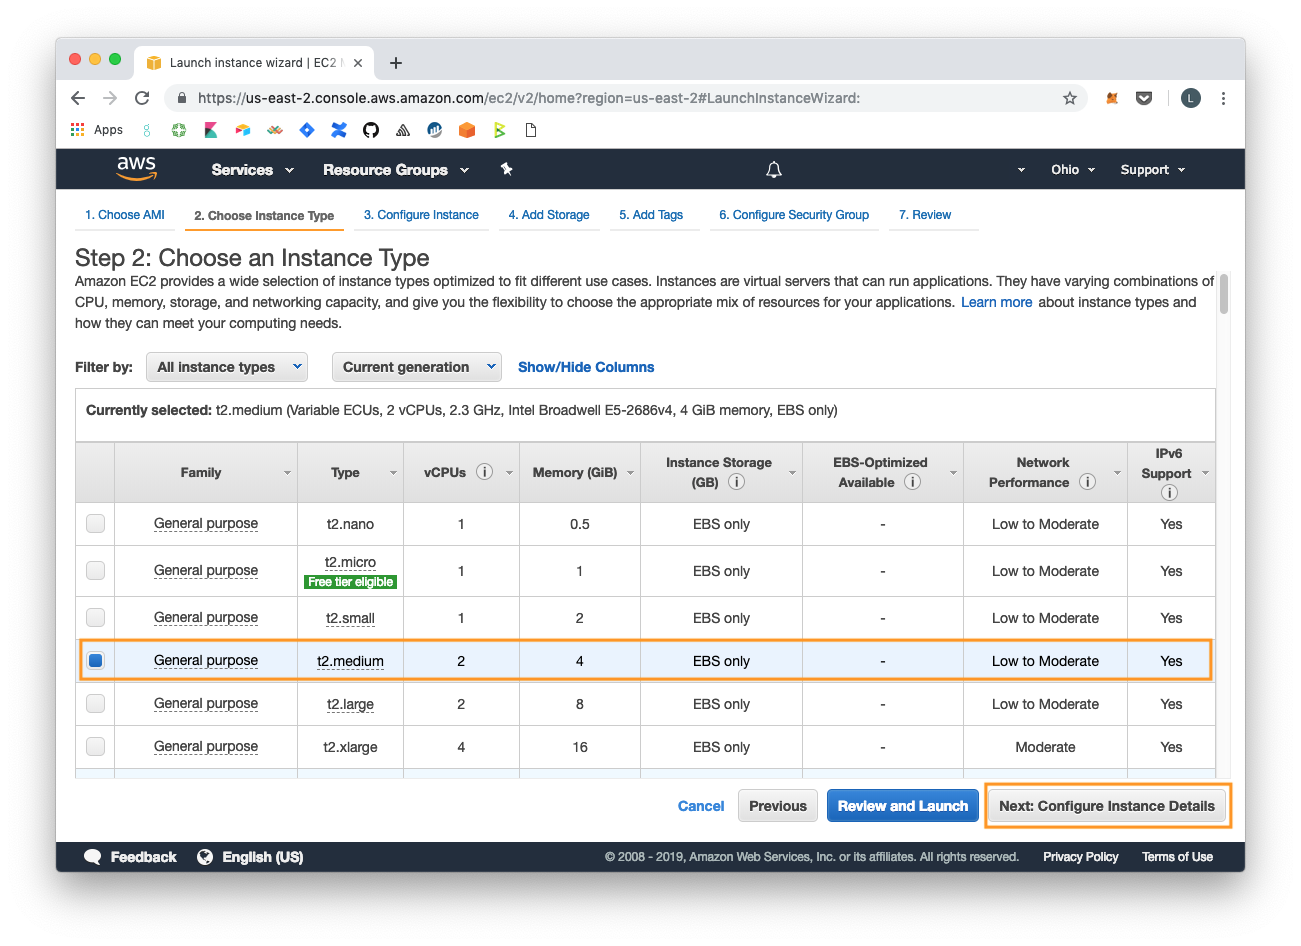 Launch instance wizard | EC2 M
https://us-east-2.console.aws.amazon.com/ec2/v2/home?region=us-east-2#LaunchInstanceWizard:
L
Apps
aws Services Resource Groups Ohio Support
1. Choose AMI 2. Choose Instance Type 3. Configure Instance 4. Add Storage 5. Add Tags 6. Configure Security Group 7. Review
Step 2: Choose an Instance Type
Amazon EC2 provides a wide selection of instance types optimized to fit different use cases. Instances are virtual servers that can run applications. They have varying combinations of
CPU, memory, storage, and networking capacity, and give you the flexibility to choose the appropriate mix of resources for your applications. Learn more about instance types and
how they can meet your computing needs.
Filter by: All instance types Current generation Show/Hide Columns
Currently selected: t2.medium (Variable ECUs, 2 vCPUs, 2.3 GHz, Intel Broadwell E5-2686v4, 4 GiB memory, EBS only)
Family Type vCPUs i Memory (GiB) Instance Storage (GB) i EBS-Optimized Available i Network Performance i IPv6 Support i
General purpose t2.nano 1 0.5 EBS only - Low to Moderate Yes
General purpose t2.micro Free tier eligible 1 1 EBS only - Low to Moderate Yes
General purpose t2.small 1 2 EBS only - Low to Moderate Yes
General purpose t2.medium 2 4 EBS only - Low to Moderate Yes
General purpose t2.large 2 8 EBS only - Low to Moderate Yes
General purpose t2.xlarge 4 16 EBS only - Moderate Yes
Cancel Previous Review and Launch Next: Configure Instance Details
Feedback English (US) © 2008 - 2019, Amazon Web Services, Inc. or its affiliates. All rights reserved. Privacy Policy Terms of Use